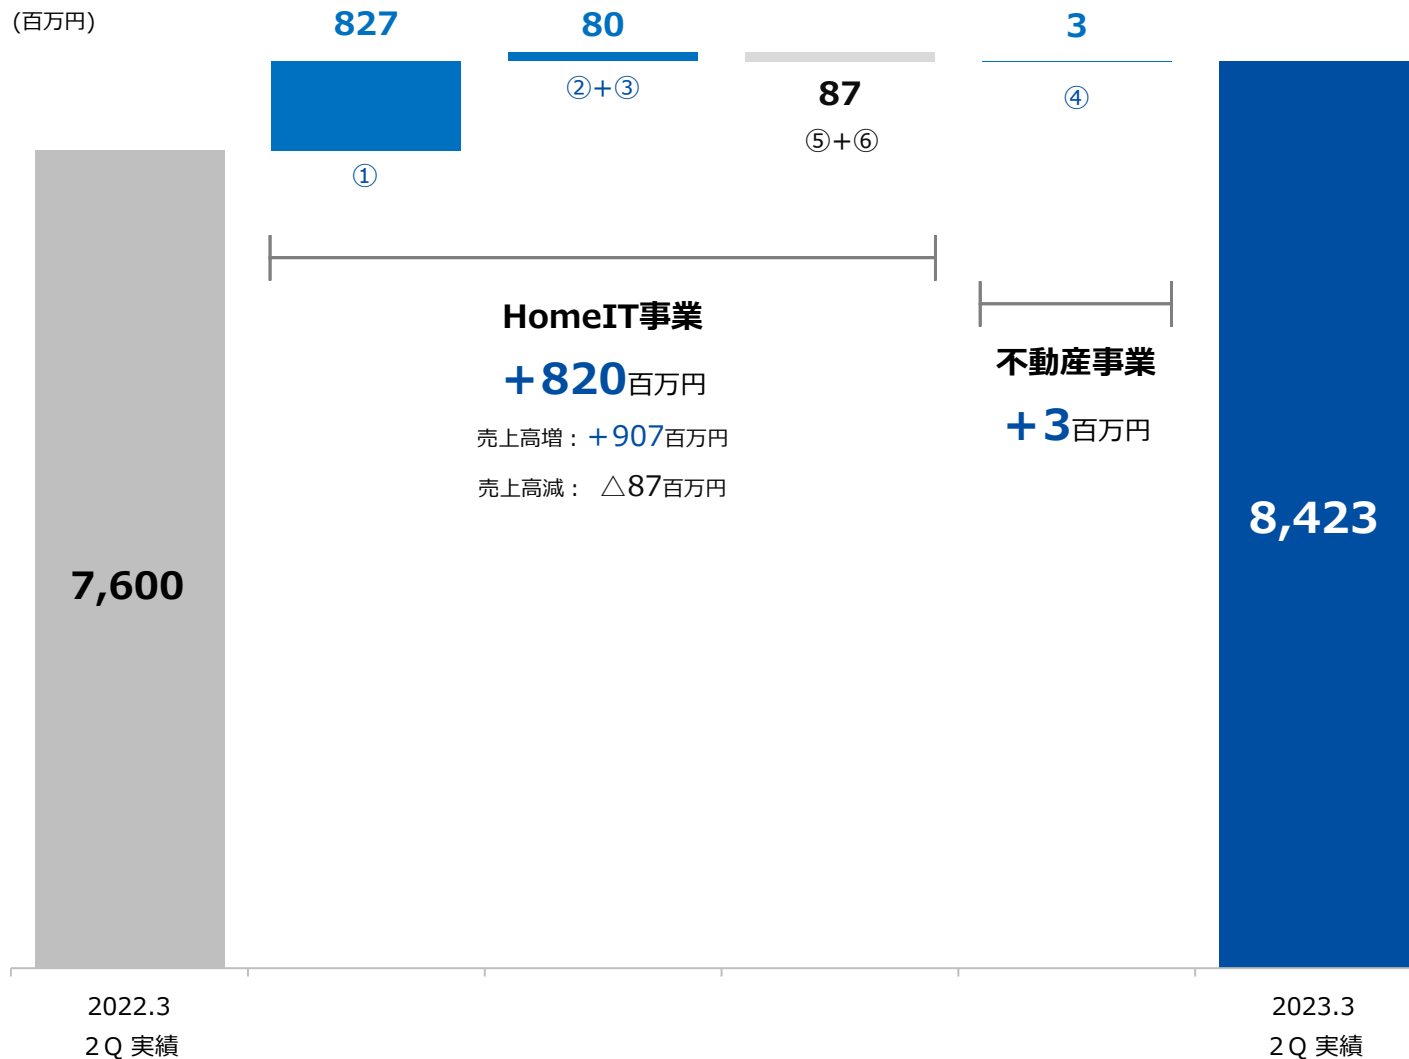 (百万円)
827
80
3
①
②+③
87
⑤+⑥
④
HomeIT事業
+820百万円
売上高増：+907百万円
売上高減： △87百万円
不動産事業
+3百万円
7,600
8,423
2022.3
2Q 実績
2023.3
2Q 実績